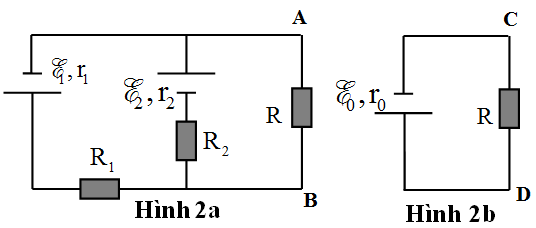 A
ℰ₁, r₁
ℰ₂, r₂
R
R₂
R₁
B
Hình 2a
C
ℰ₀, r₀
R
D
Hình 2b